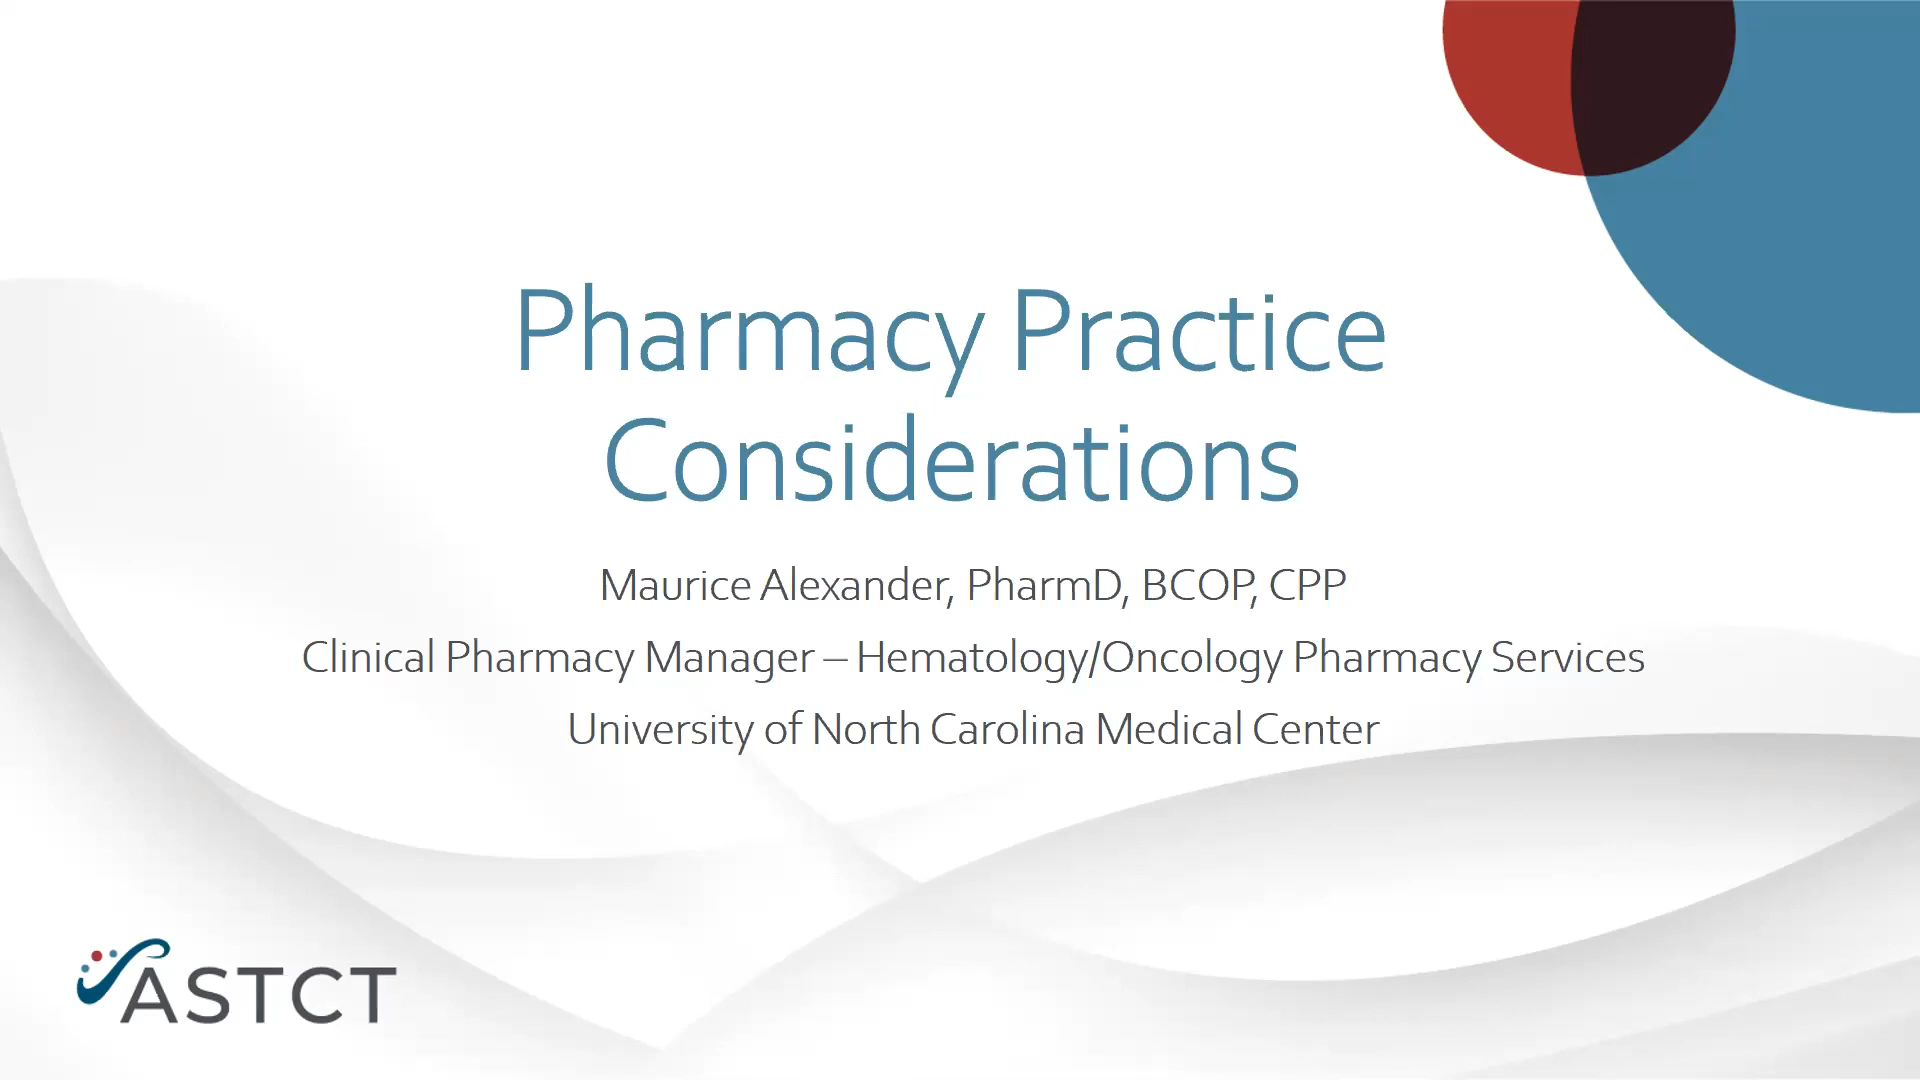 Pharmacy Practice
Considerations
Maurice Alexander, PharmD, BCOP, CPP
Clinical Pharmacy Manager – Hematology/Oncology Pharmacy Services
University of North Carolina Medical Center
ASTCT